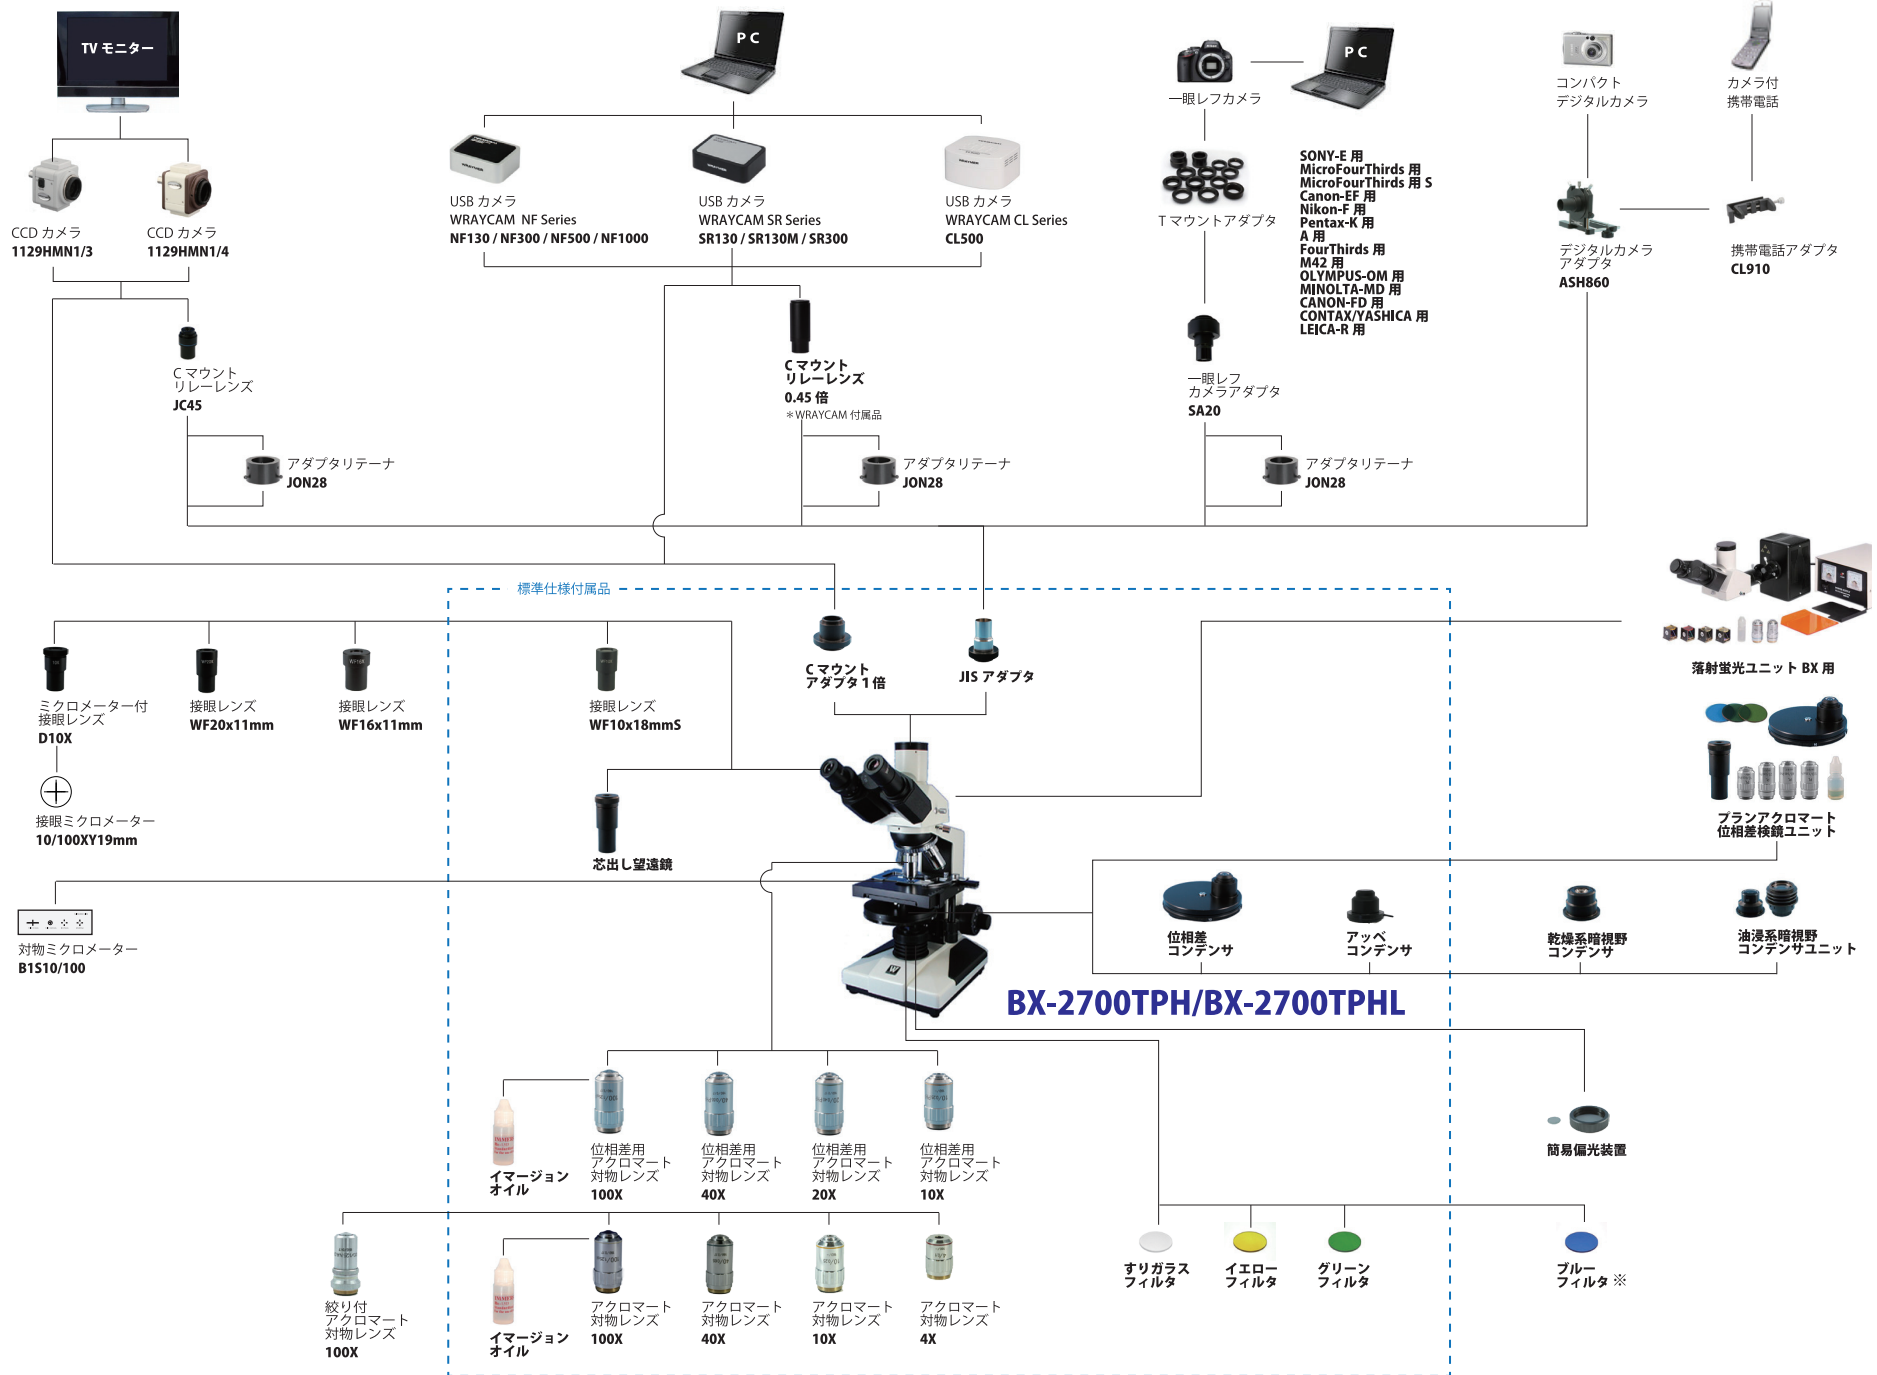 TV モニター
P C
P C
一眼レフカメラ
コンパクト
デジタルカメラ
カメラ付
携帯電話
CCD カメラ
1129HMN1/3
CCD カメラ
1129HMN1/4
USB カメラ
WRAYCAM NF Series
NF130 / NF300 / NF500 / NF1000
USB カメラ
WRAYCAM SR Series
SR130 / SR130M / SR300
USB カメラ
WRAYCAM CL Series
CL500
T マウントアダプタ
SONY-E 用
MicroFourThirds 用
MicroFourThirds 用 S
Canon-EF 用
Nikon-F 用
Pentax-K 用
A 用
FourThirds 用
M42 用
OLYMPUS-OM 用
MINOLTA-MD 用
CANON-FD 用
CONTAX/YASHICA 用
LEICA-R 用
デジタルカメラ
アダプタ
ASH860
携帯電話アダプタ
CL910
C マウント
リレーレンズ
JC45
C マウント
リレーレンズ
0.45 倍
＊WRAYCAM 付属品
一眼レフ
カメラアダプタ
SA20
アダプタリテーナ
JON28
アダプタリテーナ
JON28
アダプタリテーナ
JON28
標準仕様付属品
C マウント
アダプタ 1 倍
JIS アダプタ
落射蛍光ユニット BX 用
ミクロメーター付
接眼レンズ
D10X
接眼レンズ
WF20x11mm
接眼レンズ
WF16x11mm
接眼レンズ
WF10x18mmS
接眼ミクロメーター
10/100XY19mm
芯出し望遠鏡
プランアクロマート
位相差検鏡ユニット
対物ミクロメーター
B1S10/100
位相差
コンデンサ
アッベ
コンデンサ
乾燥系暗視野
コンデンサ
油浸系暗視野
コンデンサユニット
W
BX-2700TPH/BX-2700TPHL
イマージョン
オイル
位相差用
アクロマート
対物レンズ
100X
位相差用
アクロマート
対物レンズ
40X
位相差用
アクロマート
対物レンズ
20X
位相差用
アクロマート
対物レンズ
10X
簡易偏光装置
絞り付
アクロマート
対物レンズ
100X
イマージョン
オイル
アクロマート
対物レンズ
100X
アクロマート
対物レンズ
40X
アクロマート
対物レンズ
10X
アクロマート
対物レンズ
4X
すりガラス
フィルタ
イエロー
フィルタ
グリーン
フィルタ
ブルー
フィルタ ※